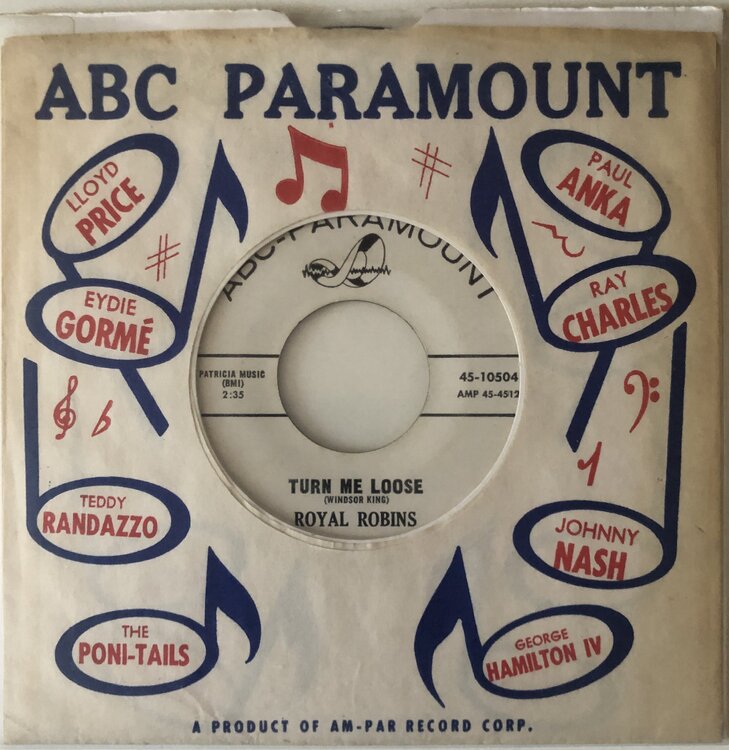 ABC PARAMOUNT
LLOYD
PRICE
PAUL
ANKA
EYDIE
GORMÉ
RAY
CHARLES
ABC-PARAMOUNT
PATRICIA MUSIC
(BMI)
2:35
45-10504
AMP 45-4512
TURN ME LOOSE
(WINDSOR KING)
ROYAL ROBINS
TEDDY
RANDAZZO
JOHNNY
NASH
THE
PONI-TAILS
GEORGE
HAMILTON IV
A PRODUCT OF AM-PAR RECORD CORP.